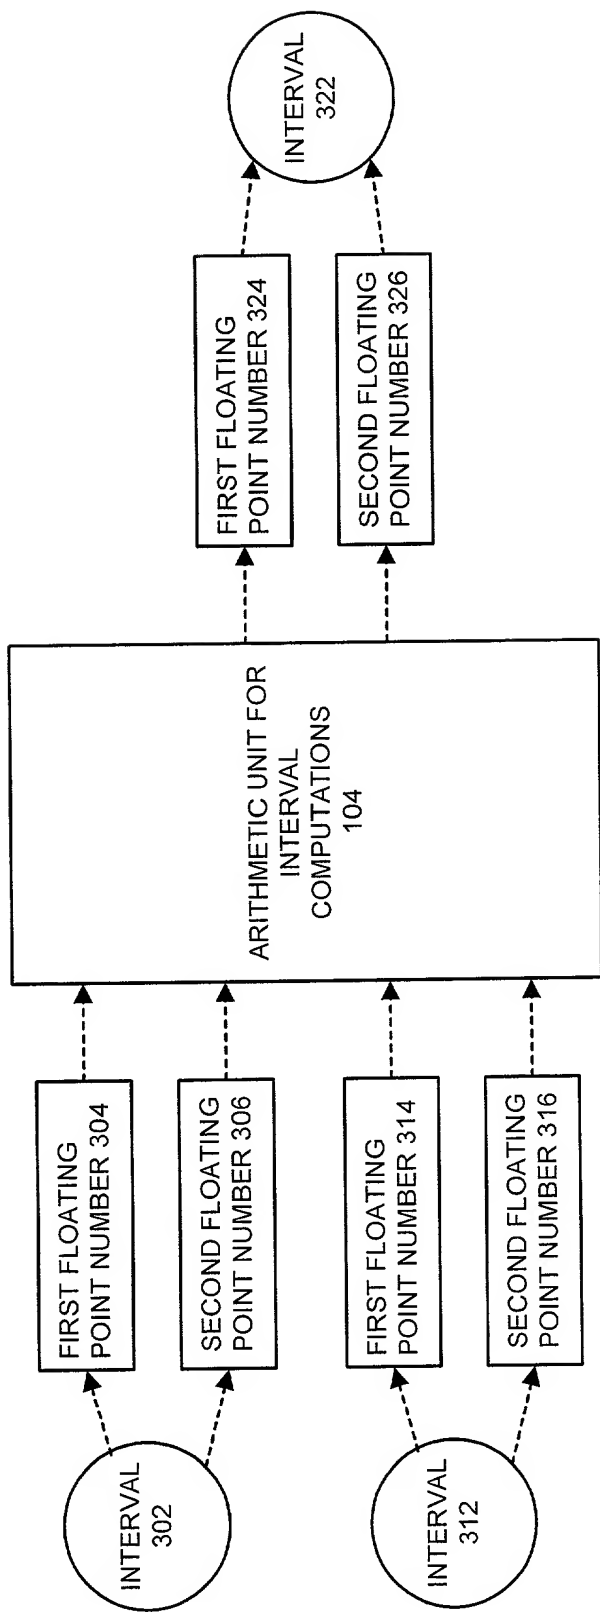 INTERVAL
302
FIRST FLOATING
POINT NUMBER 304
SECOND FLOATING
POINT NUMBER 306
INTERVAL
312
FIRST FLOATING
POINT NUMBER 314
SECOND FLOATING
POINT NUMBER 316
ARITHMETIC UNIT FOR
INTERVAL
COMPUTATIONS
104
FIRST FLOATING
POINT NUMBER 324
SECOND FLOATING
POINT NUMBER 326
INTERVAL
322